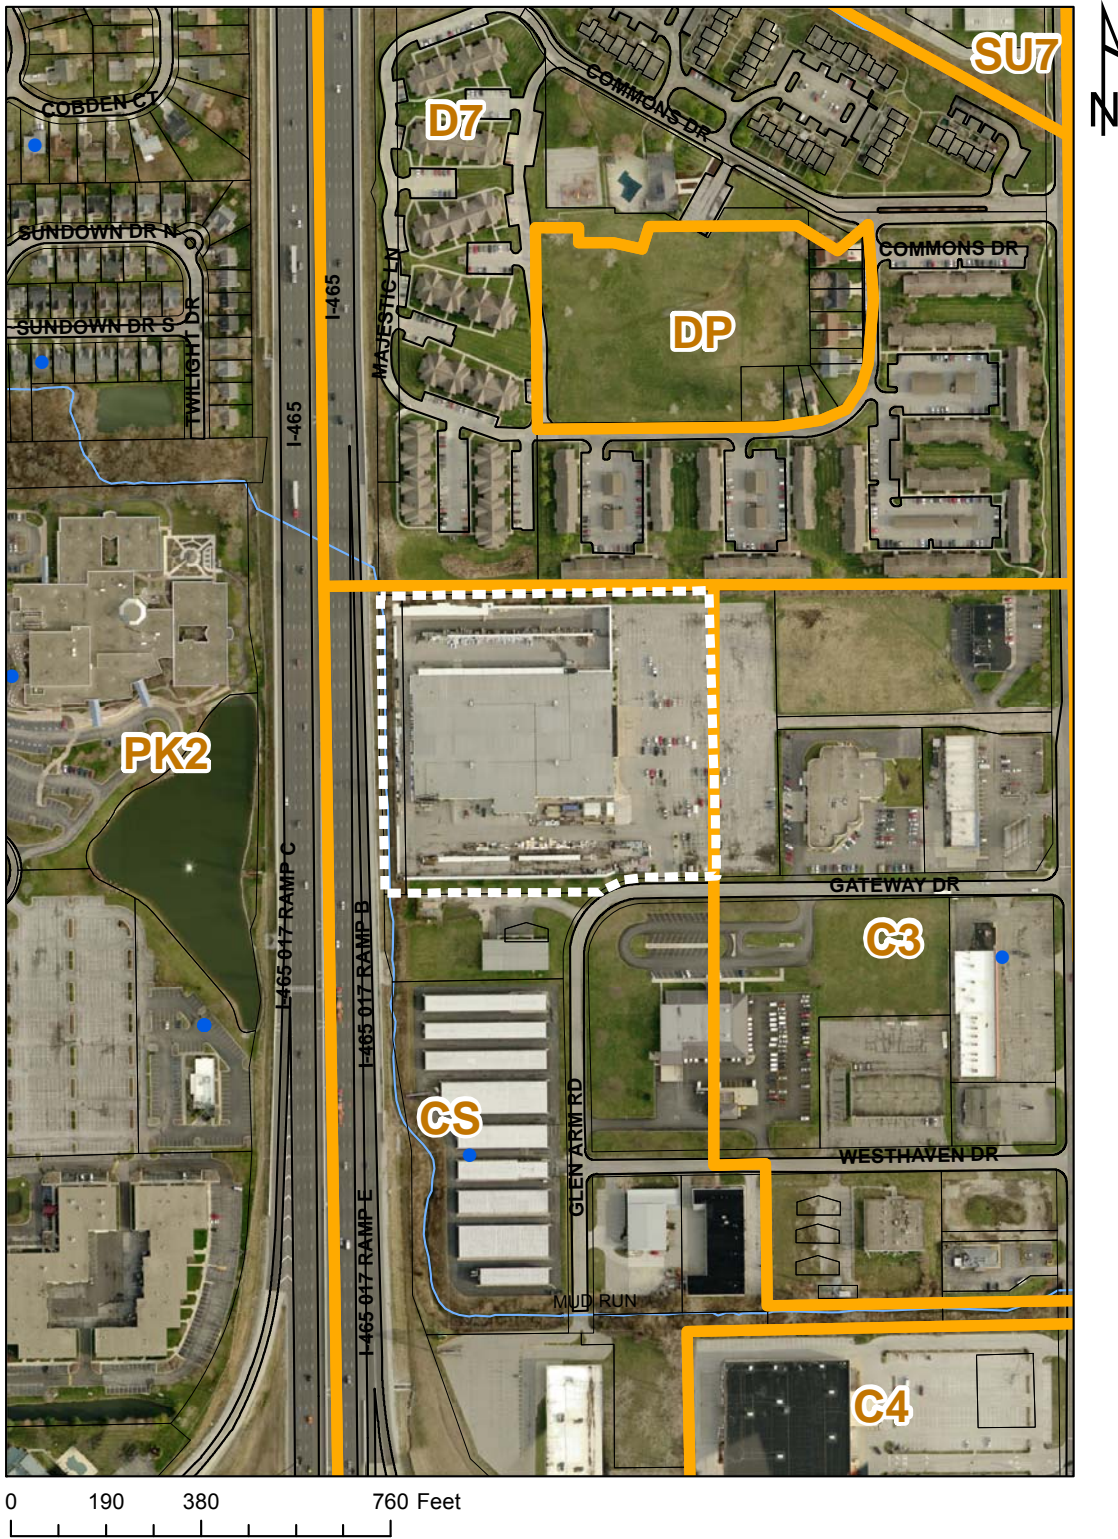 SU7
N
COBDEN CT
D7
COMMONS DR
SUNDOWN DR N
COMMONS DR
I-465
MAJESTIC LN
SUNDOWN DR S
TWILIGHT DR
DP
I-465
PK2
I-465 017 RAMP C
I-465 017 RAMP B
GATEWAY DR
C3
CS
GLEN ARM RD
WESTHAVEN DR
I-465 017 RAMP E
MUD RUN
C4
0 190 380 760 Feet